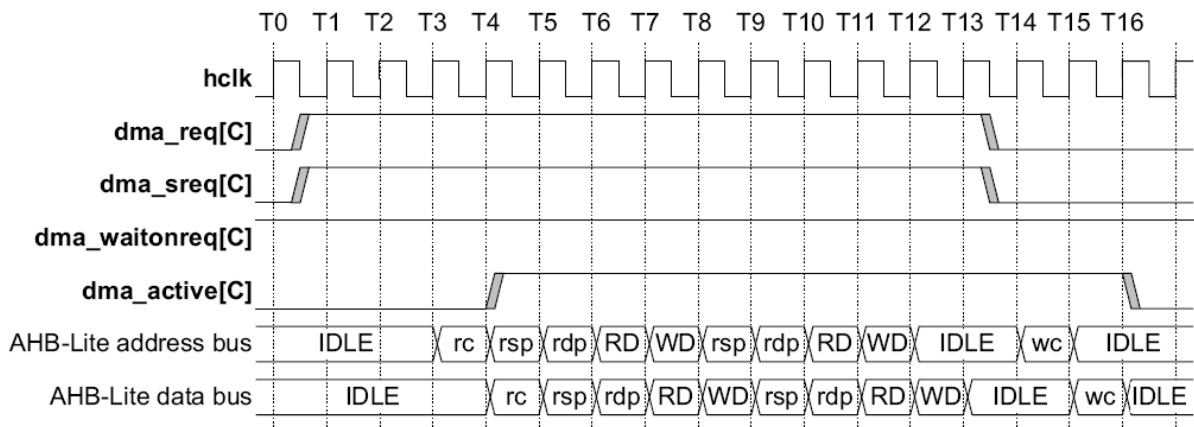 T0 T1 T2 T3 T4 T5 T6 T7 T8 T9 T10 T11 T12 T13 T14 T15 T16
hclk
dma_req[C]
dma_sreq[C]
dma_waitonreq[C]
dma_active[C]
AHB-Lite address bus IDLE rc rsp rdp RD WD rsp rdp RD WD IDLE wc IDLE
AHB-Lite data bus IDLE rc rsp rdp RD WD rsp rdp RD WD IDLE wc IDLE